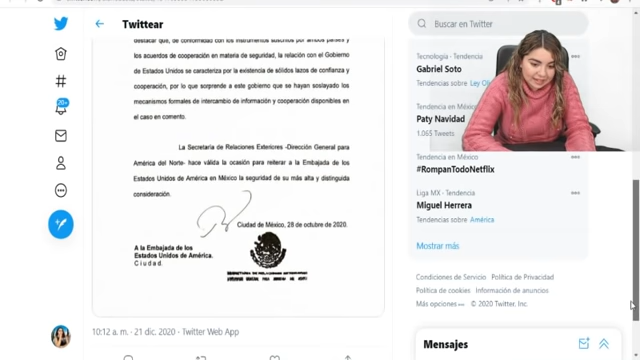 Twittear
Buscar en Twitter
destacar que, de conformidad con los instrumentos suscritos por ambos países y
los acuerdos de cooperación en materia de seguridad, la relación con el Gobierno
de Estados Unidos se caracteriza por la existencia de sólidos lazos de confianza y
cooperación, por lo que sorprende a este gobierno que se hayan soslayado los
mecanismos formales de intercambio de información y cooperación disponibles en
el caso en comento.
La Secretaría de Relaciones Exteriores -Dirección General para
América del Norte- hace válida la ocasión para reiterar a la Embajada de los
Estados Unidos de América en México la seguridad de su más alta y distinguida
consideración.
Ciudad de México, 28 de octubre de 2020.
A la Embajada de los
Estados Unidos de América.
Ciudad.
10:12 a. m. · 21 dic. 2020 · Twitter Web App
Tecnología · Tendencia
Gabriel Soto
Tendencias sobre
Tendencia en México
Paty Navidad
1.065 Tweets
Tendencia en México
#RompanTodoNetflix
Liga MX · Tendencia
Miguel Herrera
Tendencias sobre América
Mostrar más
Condiciones de Servicio Política de Privacidad
Política de cookies Información de anuncios
Más opciones © 2020 Twitter, Inc.
Mensajes